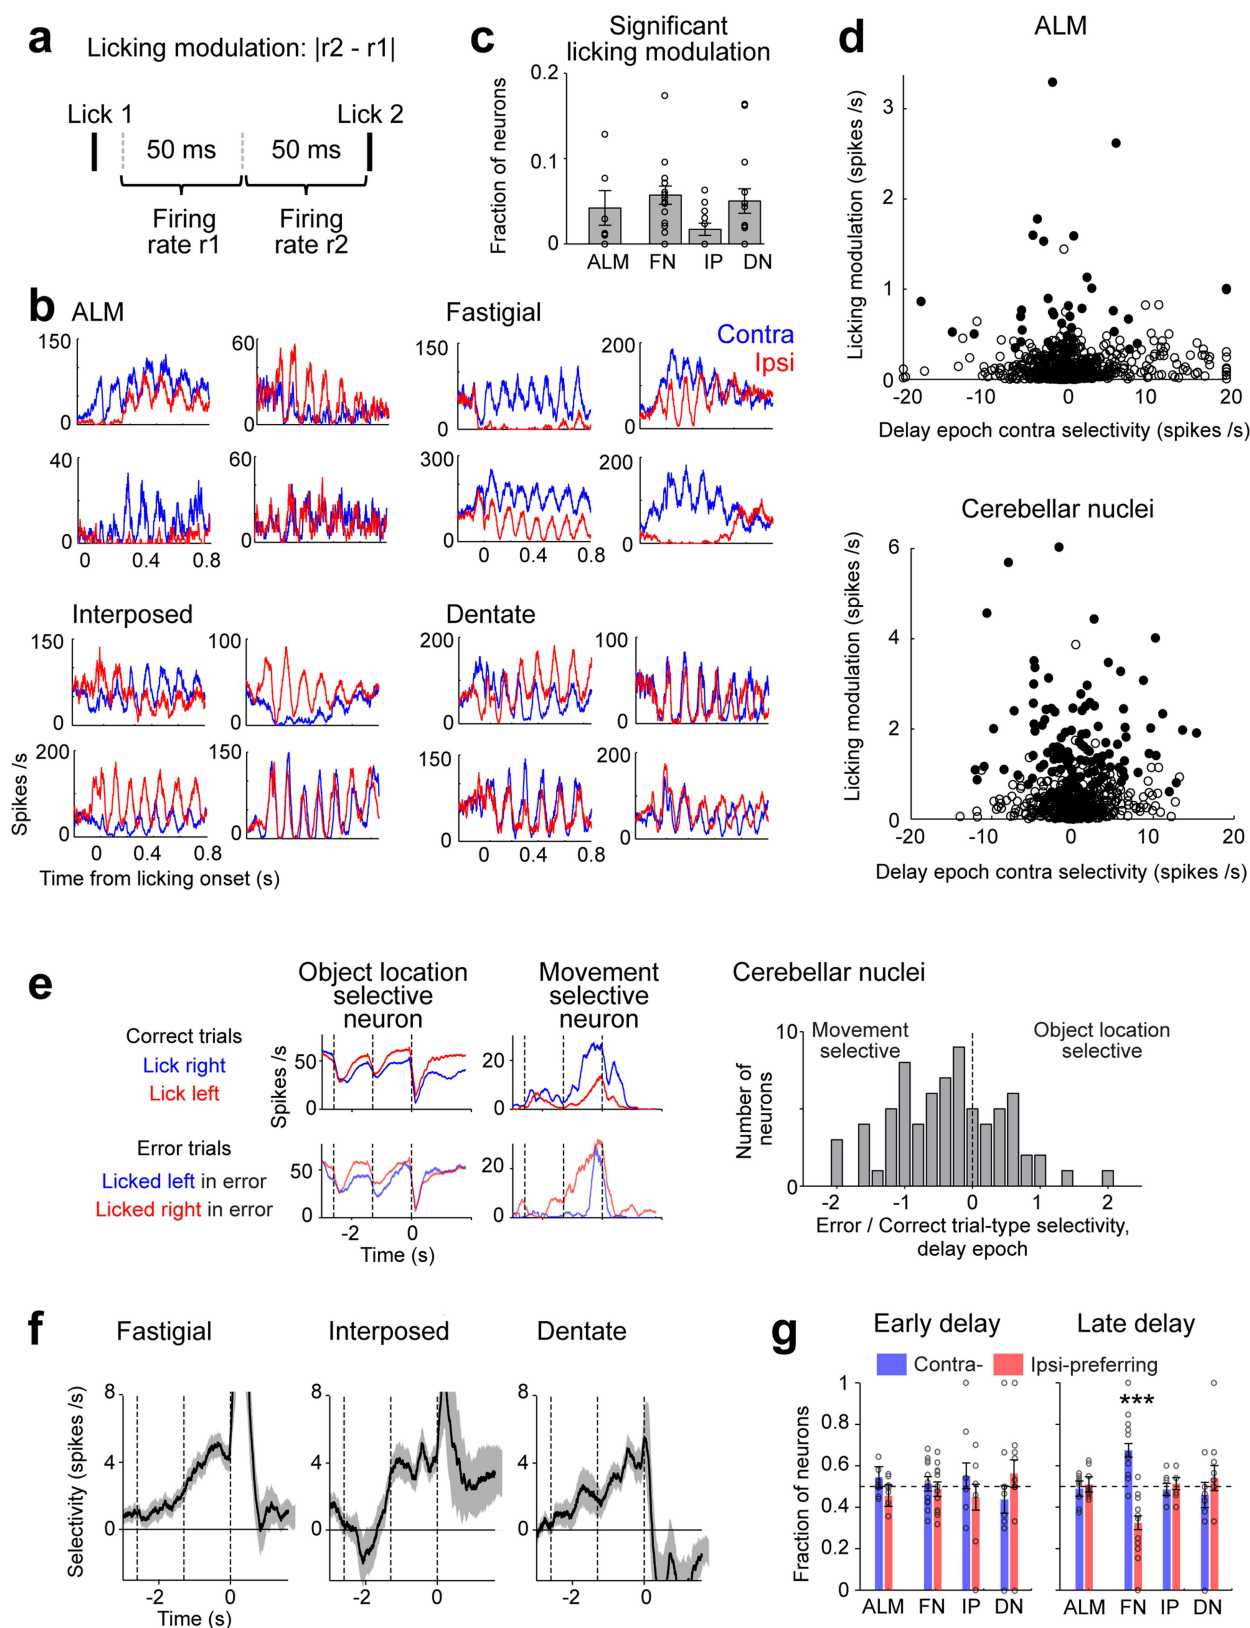 a
Licking modulation: |r2 - r1|
Lick 1
Lick 2
50 ms
50 ms
Firing
rate r1
Firing
rate r2
b
ALM
150
0
60
0
40
0
0
0.4
0.8
60
0
Fastigial
Contra
Ipsi
150
0
200
0
300
0
0
0.4
0.8
200
0
Interposed
150
0
100
0
200
0
0
0.4
0.8
150
0
Spikes /s
Time from licking onset (s)
Dentate
200
0
100
0
150
0
0
0.4
0.8
200
0
c
Significant
licking modulation
Fraction of neurons
0.2
0.1
0
ALM
FN
IP
DN
d
ALM
Licking modulation (spikes /s)
3
2
1
0
-20
-10
0
10
20
Delay epoch contra selectivity (spikes /s)
Cerebellar nuclei
Licking modulation (spikes /s)
6
4
2
0
-20
-10
0
10
20
Delay epoch contra selectivity (spikes /s)
e
Object location
selective
neuron
Movement
selective
neuron
Correct trials
Lick right
Lick left
Error trials
Licked left in error
Licked right in error
Spikes /s
50
0
20
0
50
0
20
0
-2
0
Time (s)
Cerebellar nuclei
Movement
selective
Object location
selective
Number of
neurons
10
0
-2
-1
0
1
2
Error / Correct trial-type selectivity,
delay epoch
f
Fastigial
Interposed
Dentate
Selectivity (spikes /s)
8
4
0
-2
0
Time (s)
8
4
0
-2
0
8
4
0
-2
0
g
Early delay
Late delay
Contra-
Ipsi-preferring
Fraction of neurons
1
0.8
0.6
0.4
0.2
0
***
ALM
FN
IP
DN
ALM
FN
IP
DN